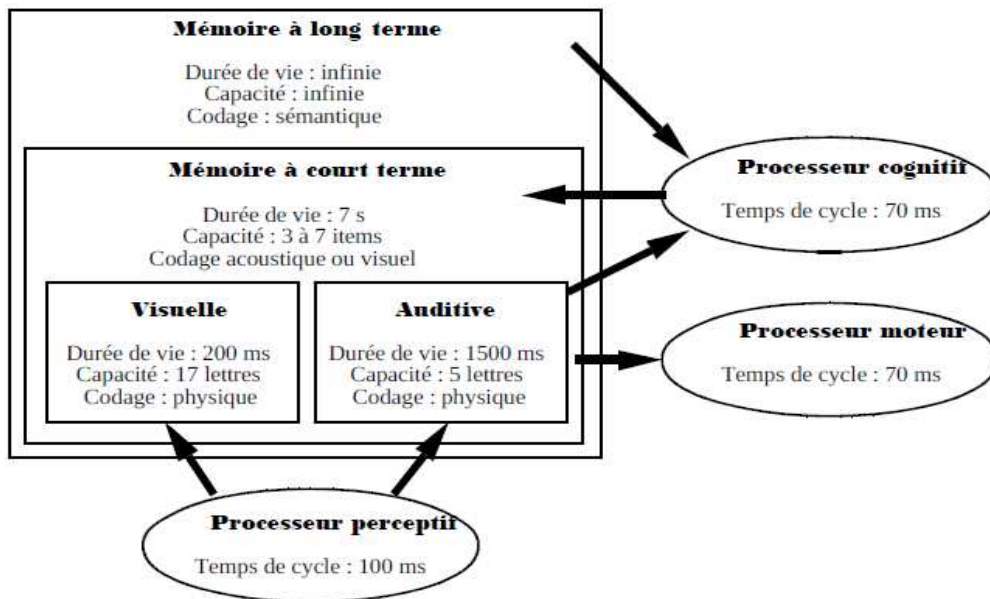 Mémoire à long terme
Durée de vie : infinie
Capacité : infinie
Codage : sémantique
Mémoire à court terme
Durée de vie : 7 s
Capacité : 3 à 7 items
Codage acoustique ou visuel
Visuelle
Durée de vie : 200 ms
Capacité : 17 lettres
Codage : physique
Auditive
Durée de vie : 1500 ms
Capacité : 5 lettres
Codage : physique
Processeur cognitif
Temps de cycle : 70 ms
Processeur moteur
Temps de cycle : 70 ms
Processeur perceptif
Temps de cycle : 100 ms